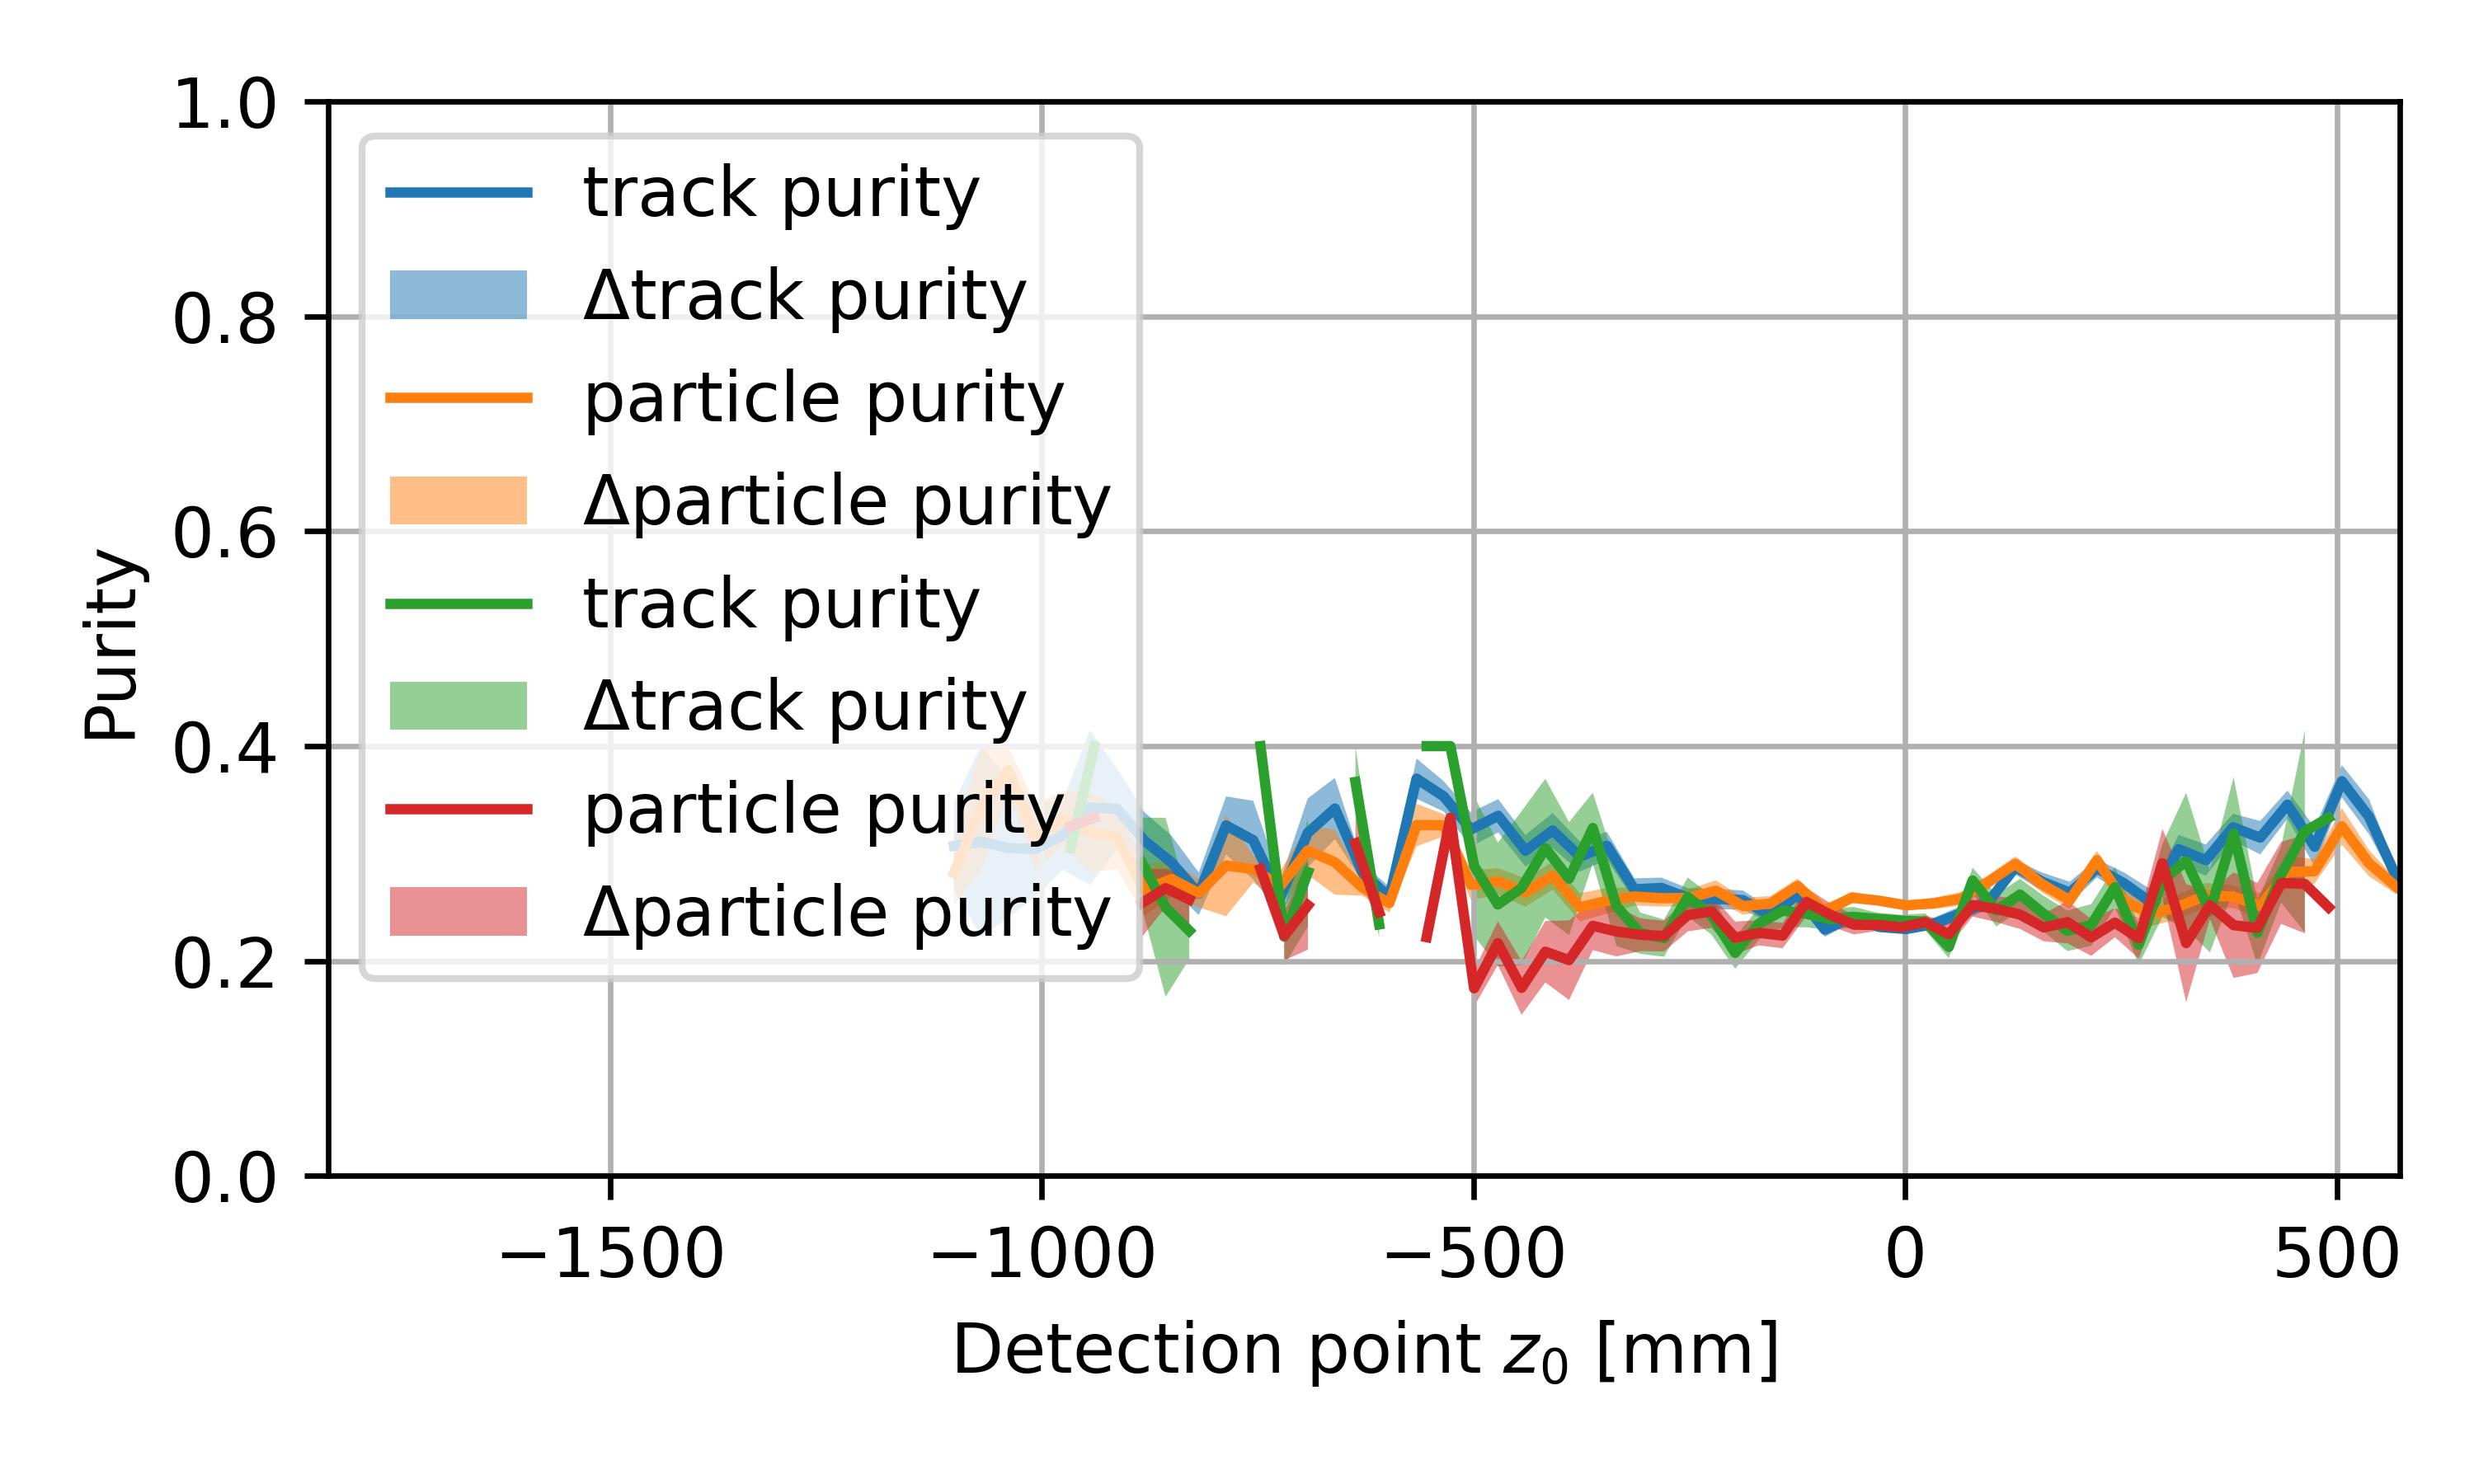 1.0
0.8
0.6
0.4
0.2
0.0
Purity
track purity
Δtrack purity
particle purity
Δparticle purity
track purity
Δtrack purity
particle purity
Δparticle purity
−1500 −1000 −500 0 500
Detection point z₀ [mm]